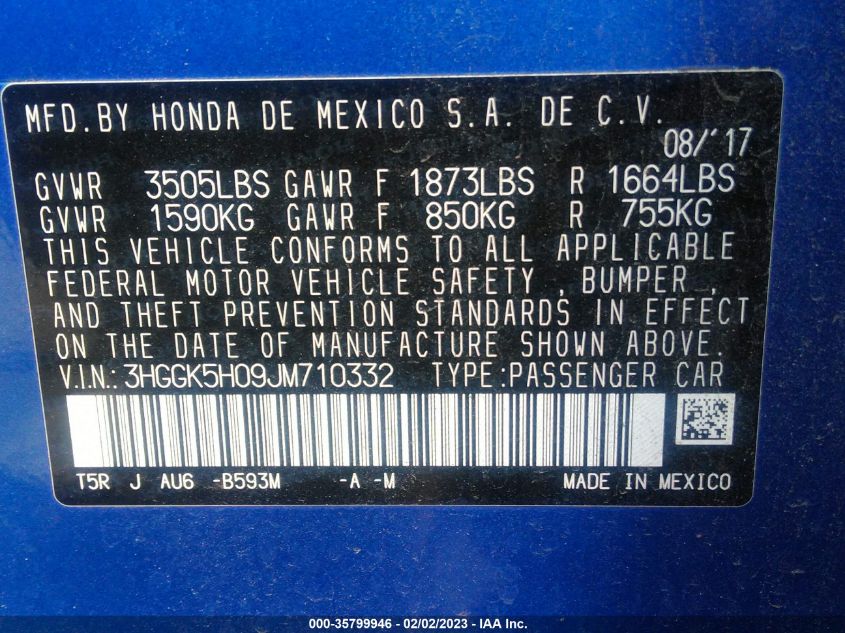 MFD.BY HONDA DE MEXICO S.A. DE C.V.
08/'17
GVWR 3505LBS GAWR F 1873LBS R 1664LBS
GVWR 1590KG GAWR F 850KG R 755KG
THIS VEHICLE CONFORMS TO ALL APPLICABLE
FEDERAL MOTOR VEHICLE SAFETY , BUMPER ,
AND THEFT PREVENTION STANDARDS IN EFFECT
ON THE DATE OF MANUFACTURE SHOWN ABOVE.
V.I.N.: 3HGGK5H09JM710332 TYPE:PASSENGER CAR
T5R J AU6 -B593M -A -M MADE IN MEXICO
000-35799946 - 02/02/2023 - IAAI.COM